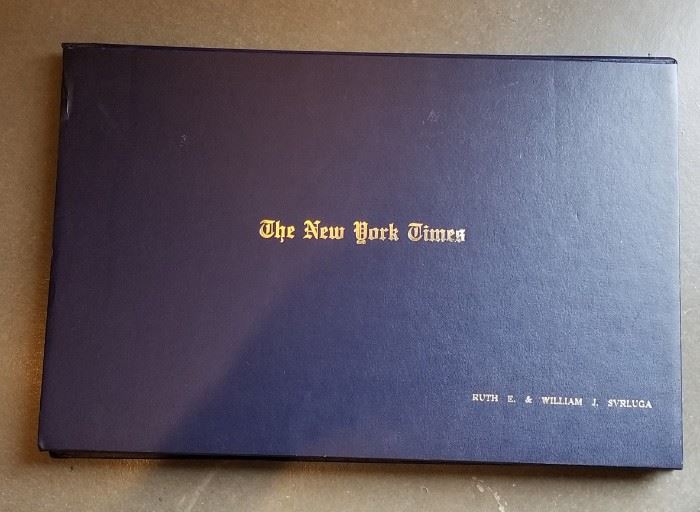 The New York Times
RUTH E. & WILLIAM J. SVRLUGA